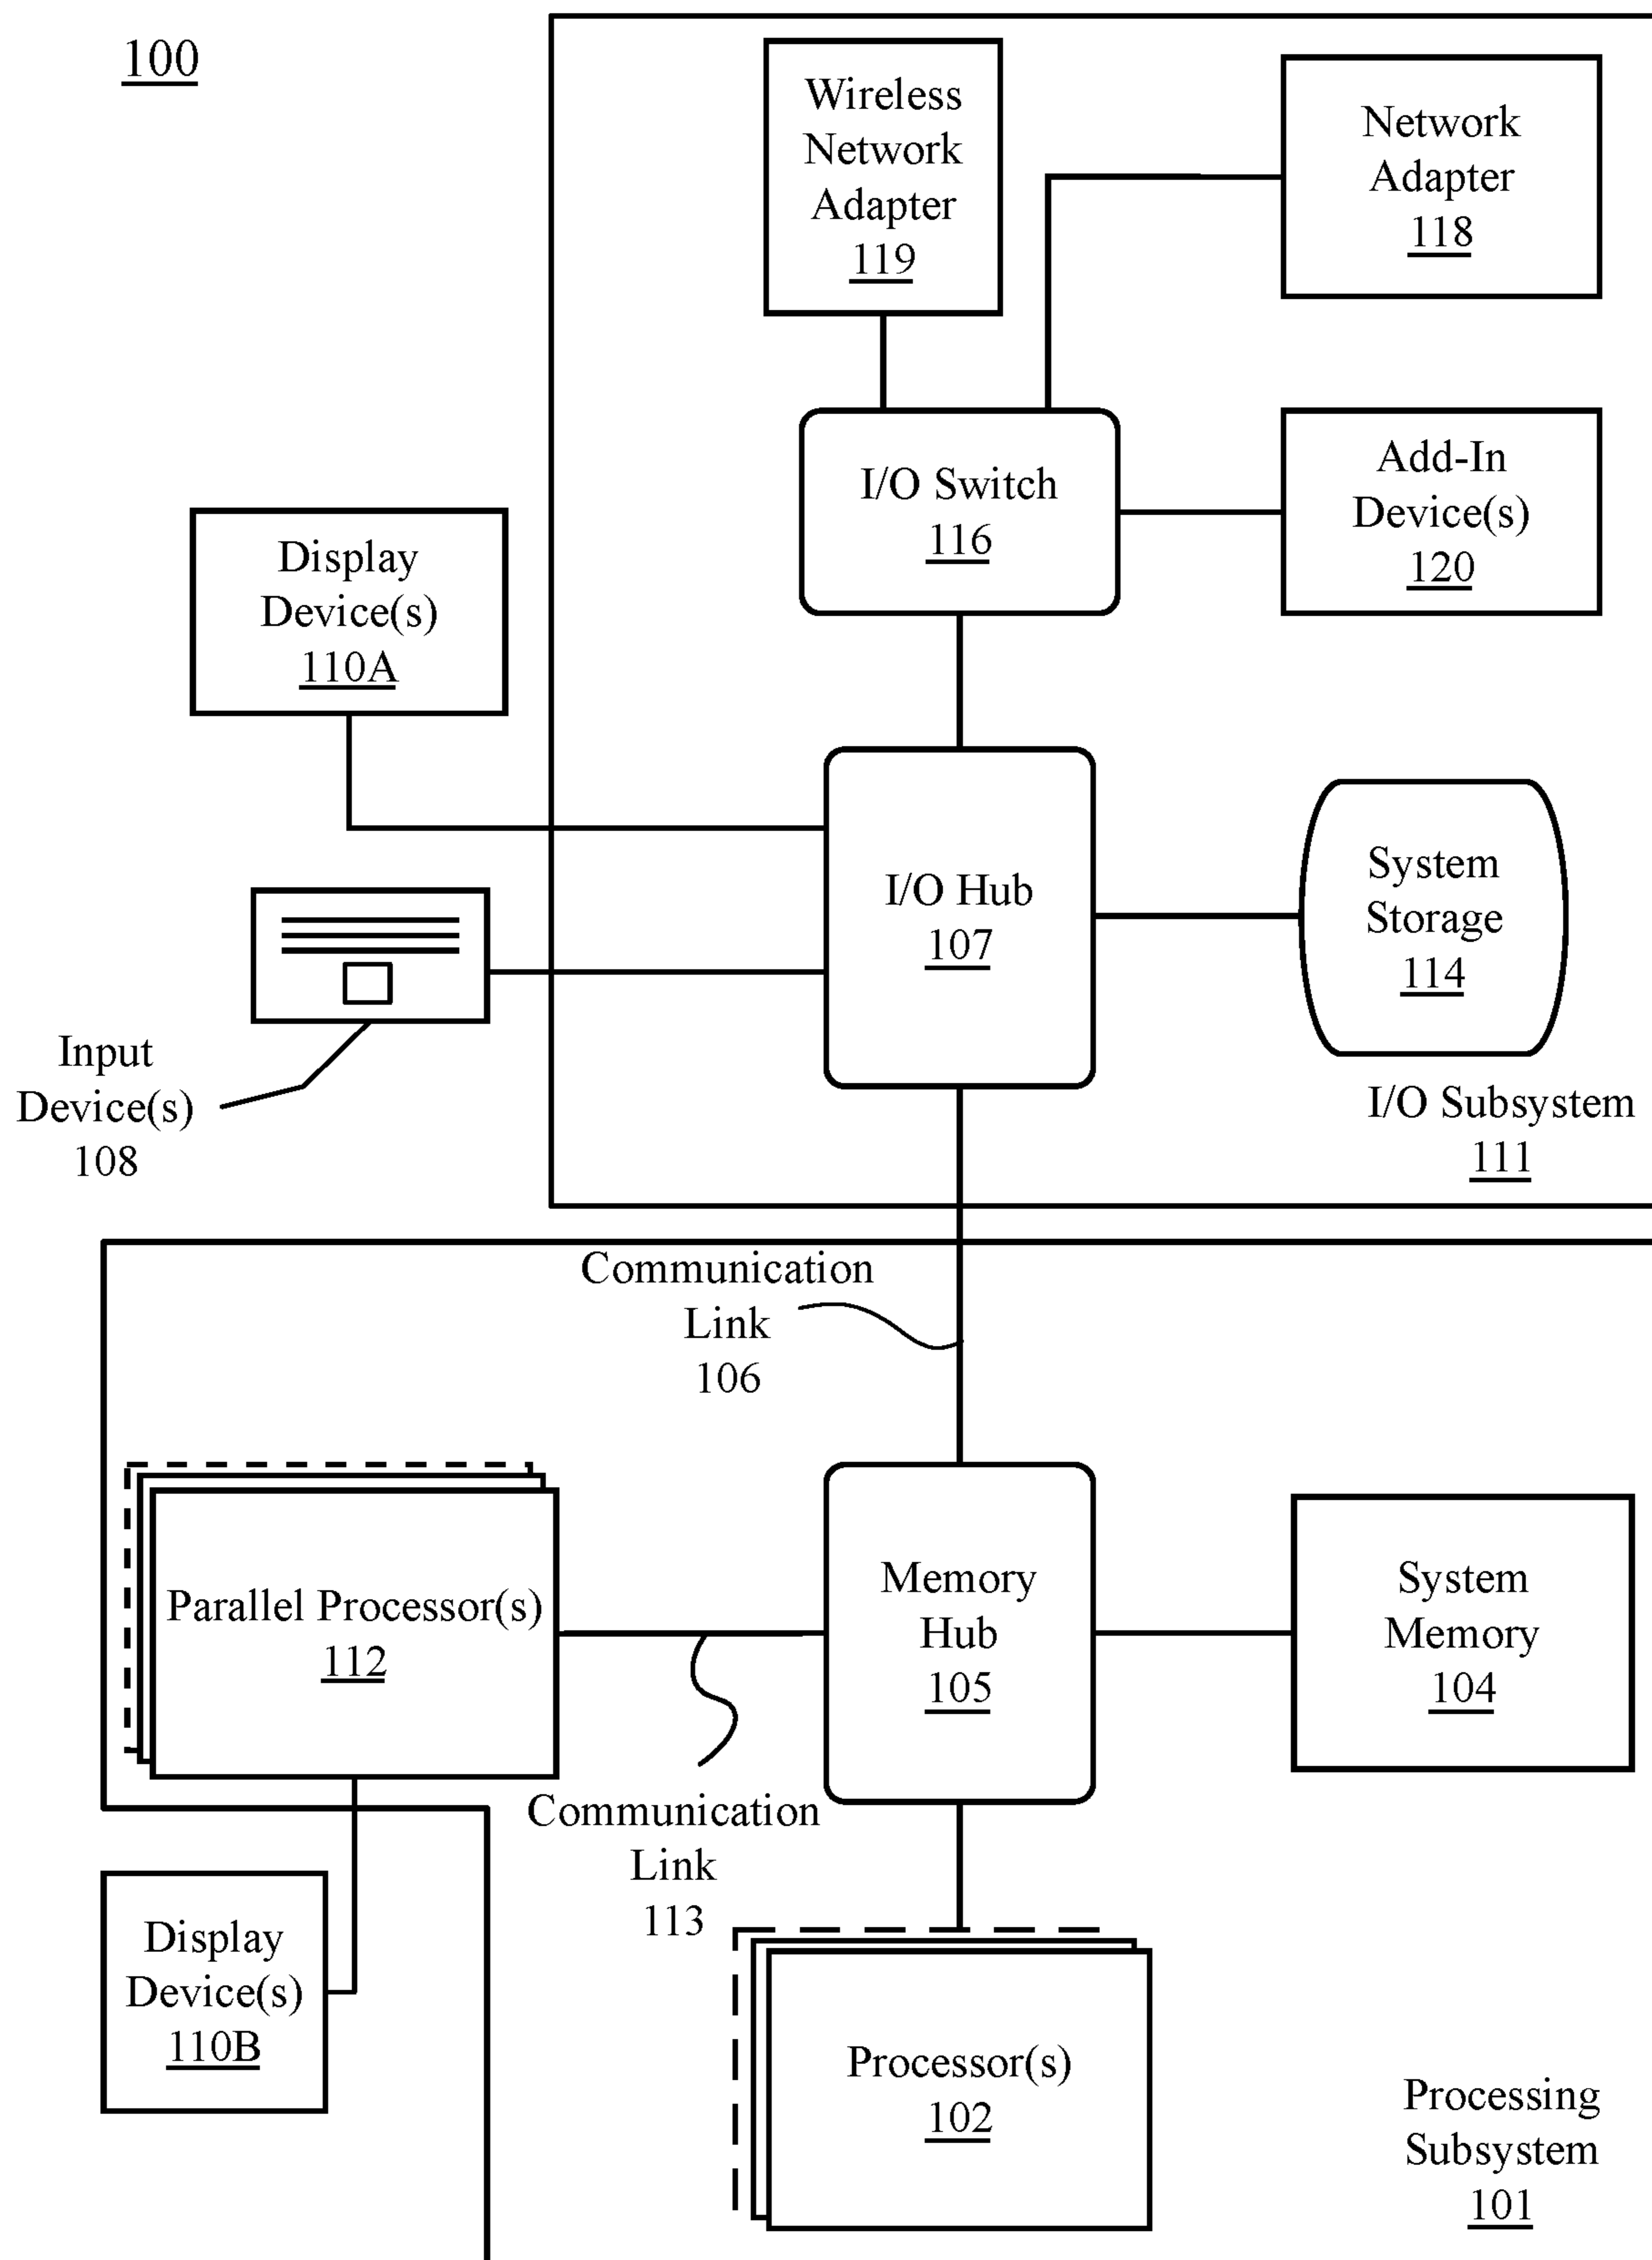 100
Wireless
Network
Adapter
119
Network
Adapter
118
I/O Switch
116
Add-In
Device(s)
120
Display
Device(s)
110A
I/O Hub
107
System
Storage
114
Input
Device(s)
108
I/O Subsystem
111
Communication
Link
106
Parallel Processor(s)
112
Memory
Hub
105
System
Memory
104
Communication
Link
113
Display
Device(s)
110B
Processor(s)
102
Processing
Subsystem
101